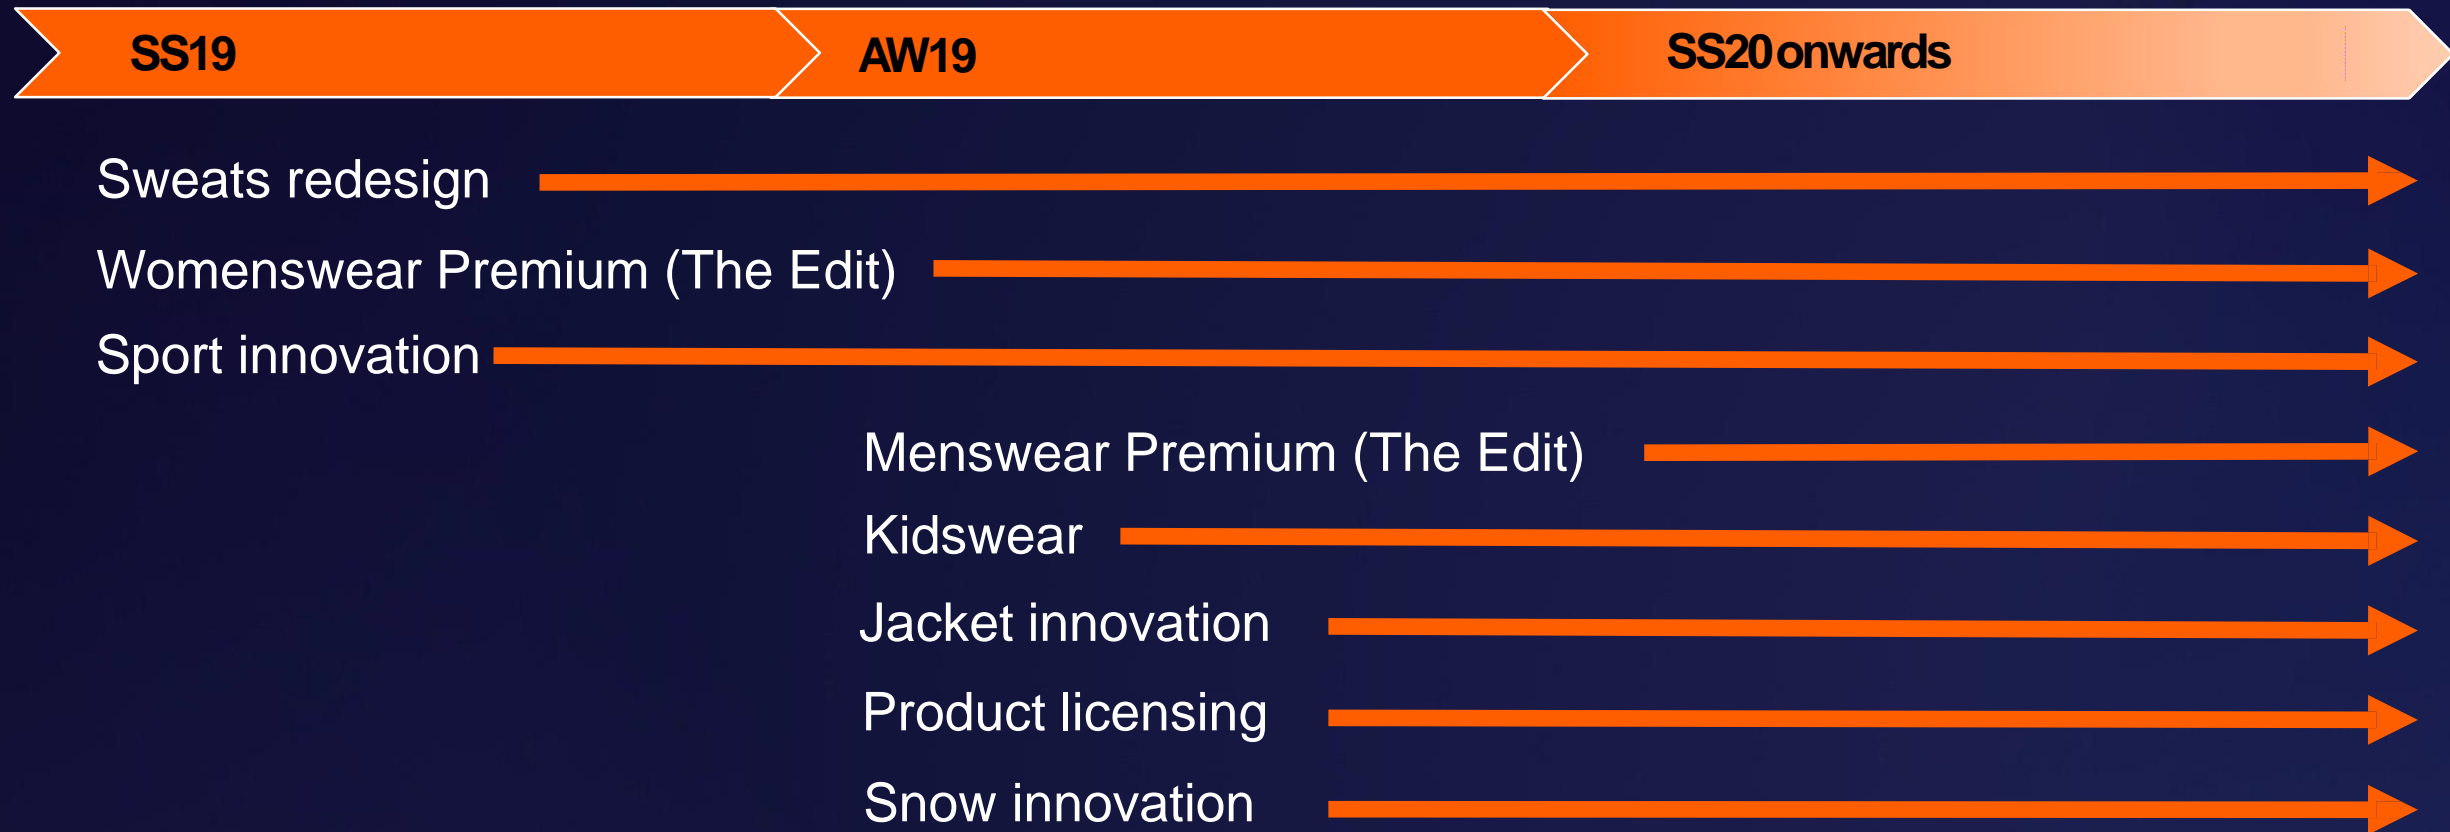 SS19
AW19
SS20 onwards
Sweats redesign
Womenswear Premium (The Edit)
Sport innovation
Menswear Premium (The Edit)
Kidswear
Jacket innovation
Product licensing
Snow innovation